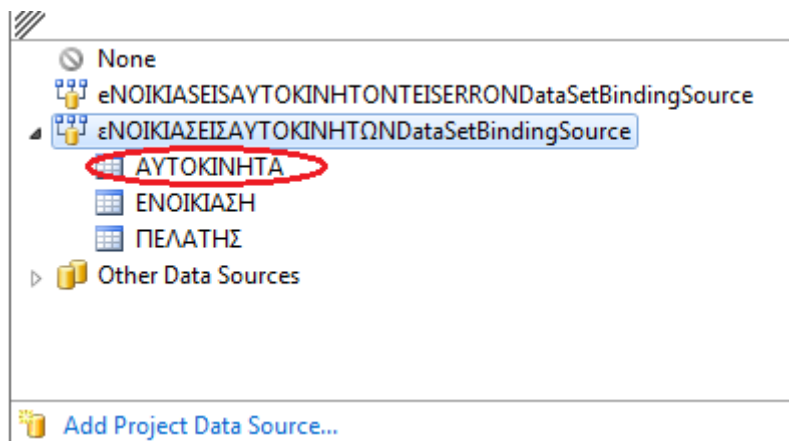 None
eNOIKIASEISAYTOKINHTONTEISERRONDataSetBindingSource
εΝΟΙΚΙΑΣΕΙΣΑΥΤΟΚΙΝΗΤΩΝDataSetBindingSource
ΑΥΤΟΚΙΝΗΤΑ
ΕΝΟΙΚΙΑΣΗ
ΠΕΛΑΤΗΣ
Other Data Sources
Add Project Data Source...